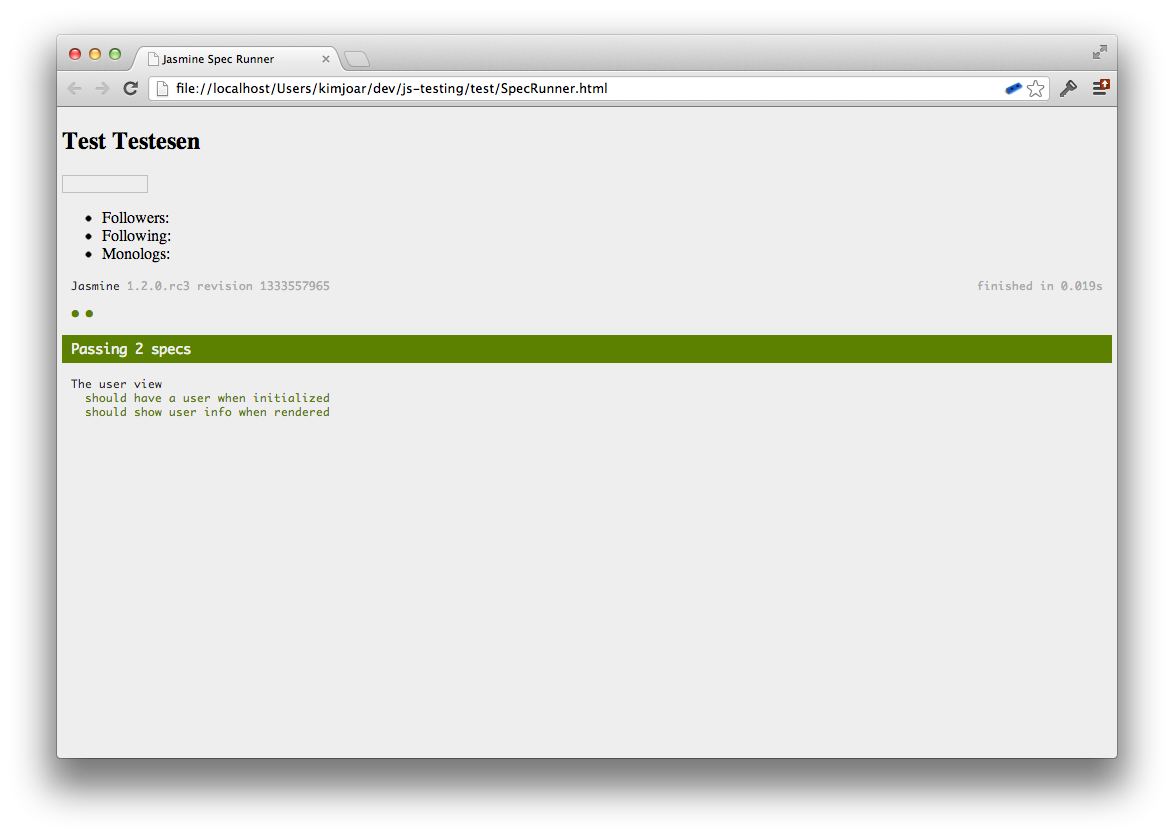 Jasmine Spec Runner
file://localhost/Users/kimjoar/dev/js-testing/test/SpecRunner.html
Test Testesen
Followers:
Following:
Monologs:
Jasmine 1.2.0.rc3 revision 1333557965 finished in 0.019s
Passing 2 specs
The user view
should have a user when initialized
should show user info when rendered